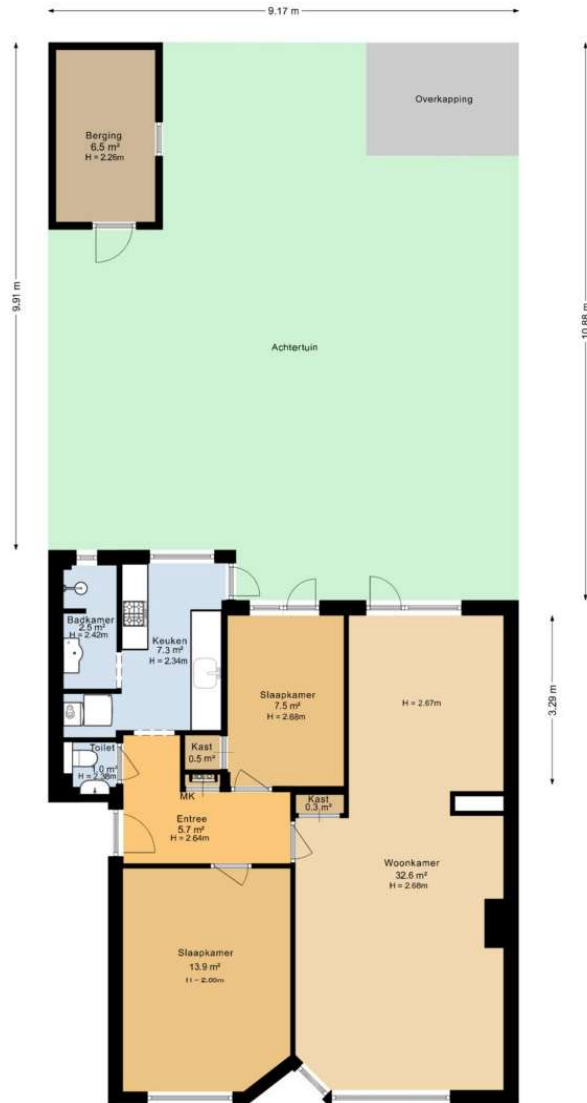 9.17 m
Overkapping
Berging
6.5 m²
H = 2.26m
9.91 m
10.88 m
Achtertuin
Badkamer
2.5 m²
H = 2.42m
Keuken
7.3 m²
H = 2.34m
Slaapkamer
7.5 m²
H = 2.68m
H = 2.67m
3.29 m
Toilet
1.0 m²
H = 2.38m
Kast
0.5 m²
MK
Kast
0.3 m²
Entree
5.7 m²
H = 2.64m
Woonkamer
32.6 m²
H = 2.68m
Slaapkamer
13.9 m²